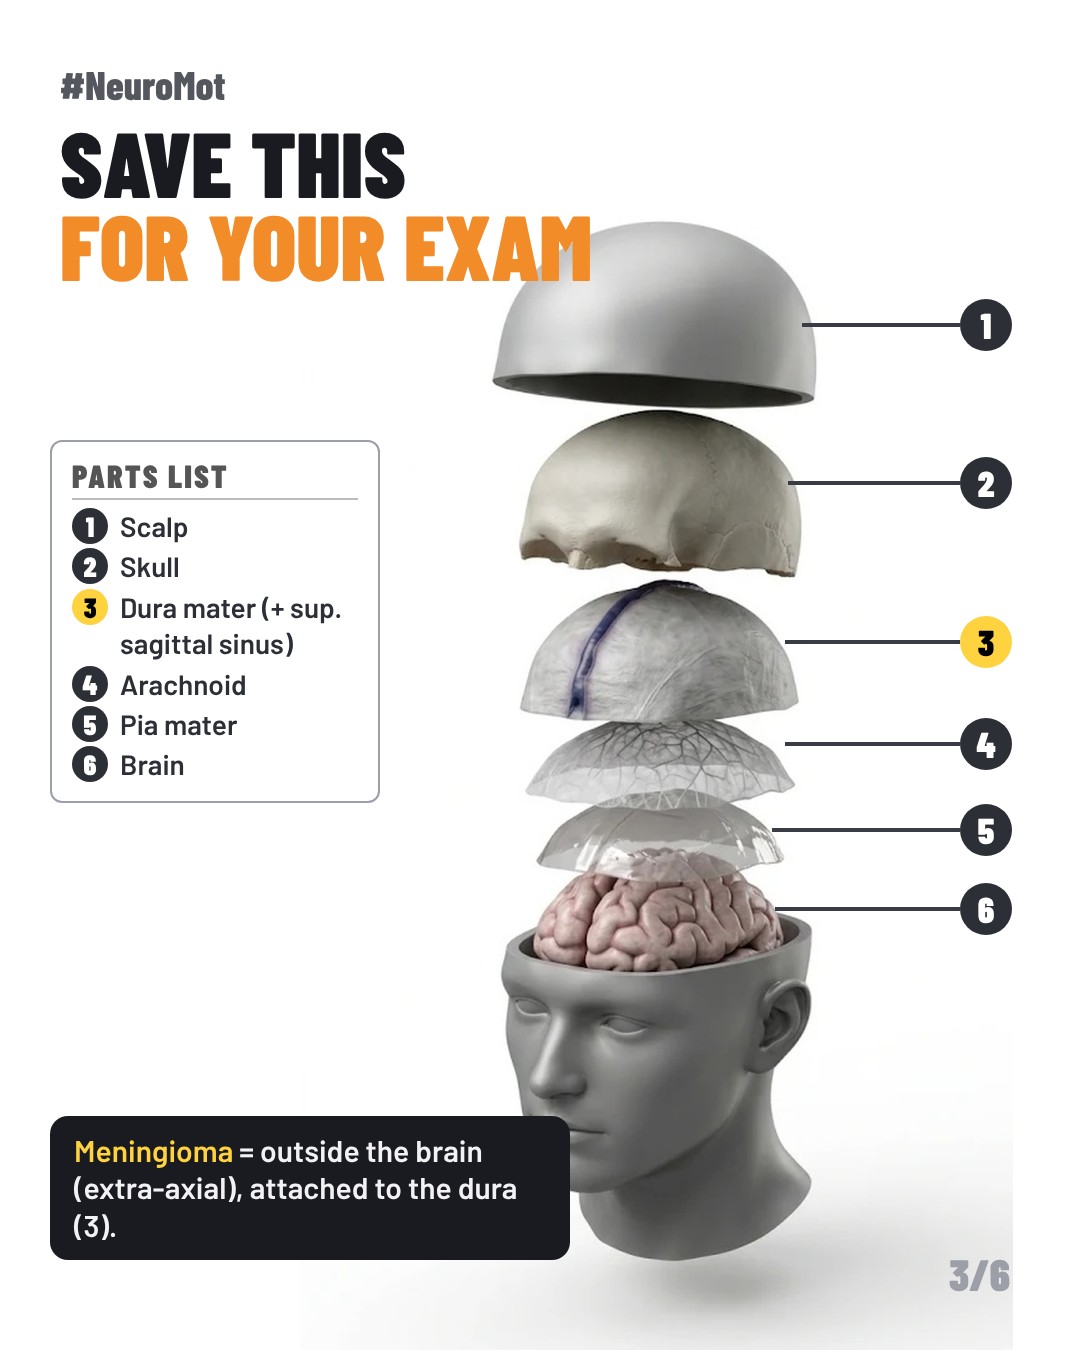 #NeuroMot
SAVE THIS
FOR YOUR EXAM
1
2
PARTS LIST
1 Scalp
2 Skull
3 Dura mater (+ sup.
sagittal sinus)
4 Arachnoid
5 Pia mater
6 Brain
3
4
5
6
Meningioma = outside the brain
(extra-axial), attached to the dura
(3).
3/6